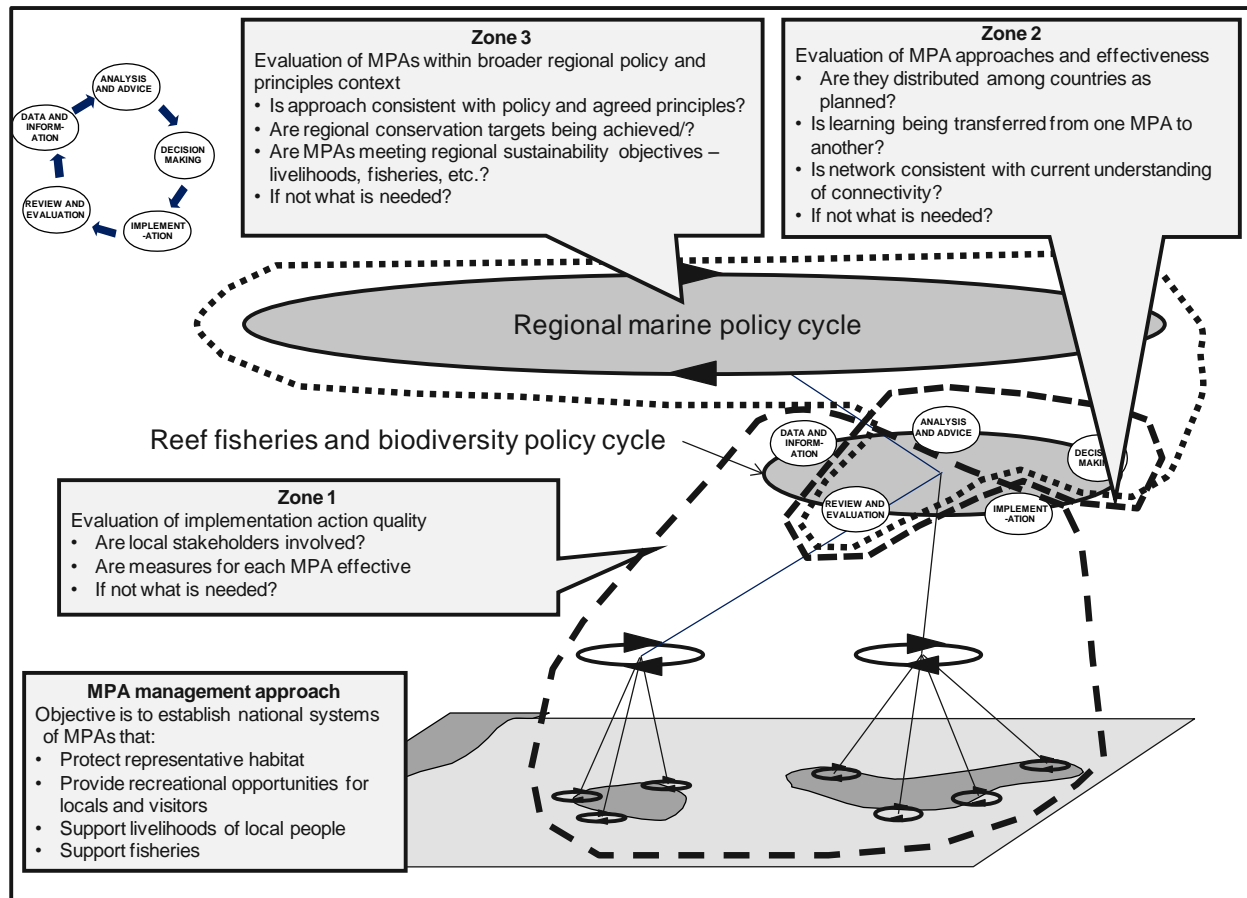 ANALYSIS
AND ADVICE
DATA AND
INFORM-
ATION
DECISION
MAKING
REVIEW AND
EVALUATION
IMPLEMENT
-ATION
Zone 3
Evaluation of MPAs within broader regional policy and
principles context
• Is approach consistent with policy and agreed principles?
• Are regional conservation targets being achieved/?
• Are MPAs meeting regional sustainability objectives –
livelihoods, fisheries, etc.?
• If not what is needed?
Zone 2
Evaluation of MPA approaches and effectiveness
• Are they distributed among countries as
planned?
• Is learning being transferred from one MPA to
another?
• Is network consistent with current understanding
of connectivity?
• If not what is needed?
Regional marine policy cycle
Reef fisheries and biodiversity policy cycle
DATA AND
INFORM-
ATION
ANALYSIS
AND ADVICE
REVIEW AND
EVALUATION
IMPLEMENT
-ATION
Zone 1
Evaluation of implementation action quality
• Are local stakeholders involved?
• Are measures for each MPA effective
• If not what is needed?
MPA management approach
Objective is to establish national systems
of MPAs that:
• Protect representative habitat
• Provide recreational opportunities for
locals and visitors
• Support livelihoods of local people
• Support fisheries